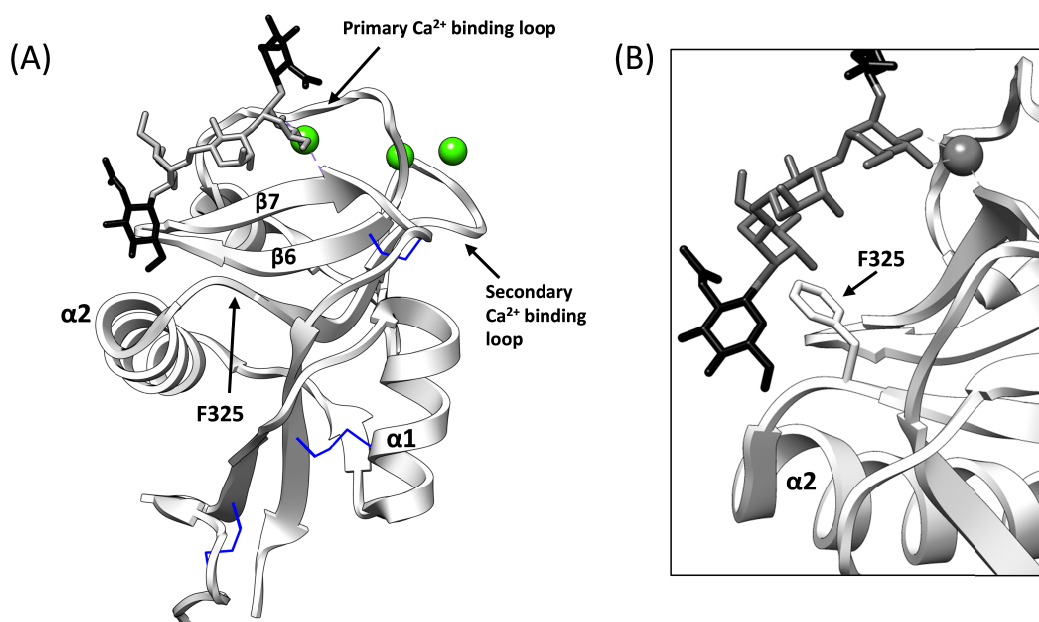 (A)
Primary Ca²⁺ binding loop
β7
β6
α2
Secondary
Ca²⁺ binding
loop
F325
α1
(B)
F325
α2